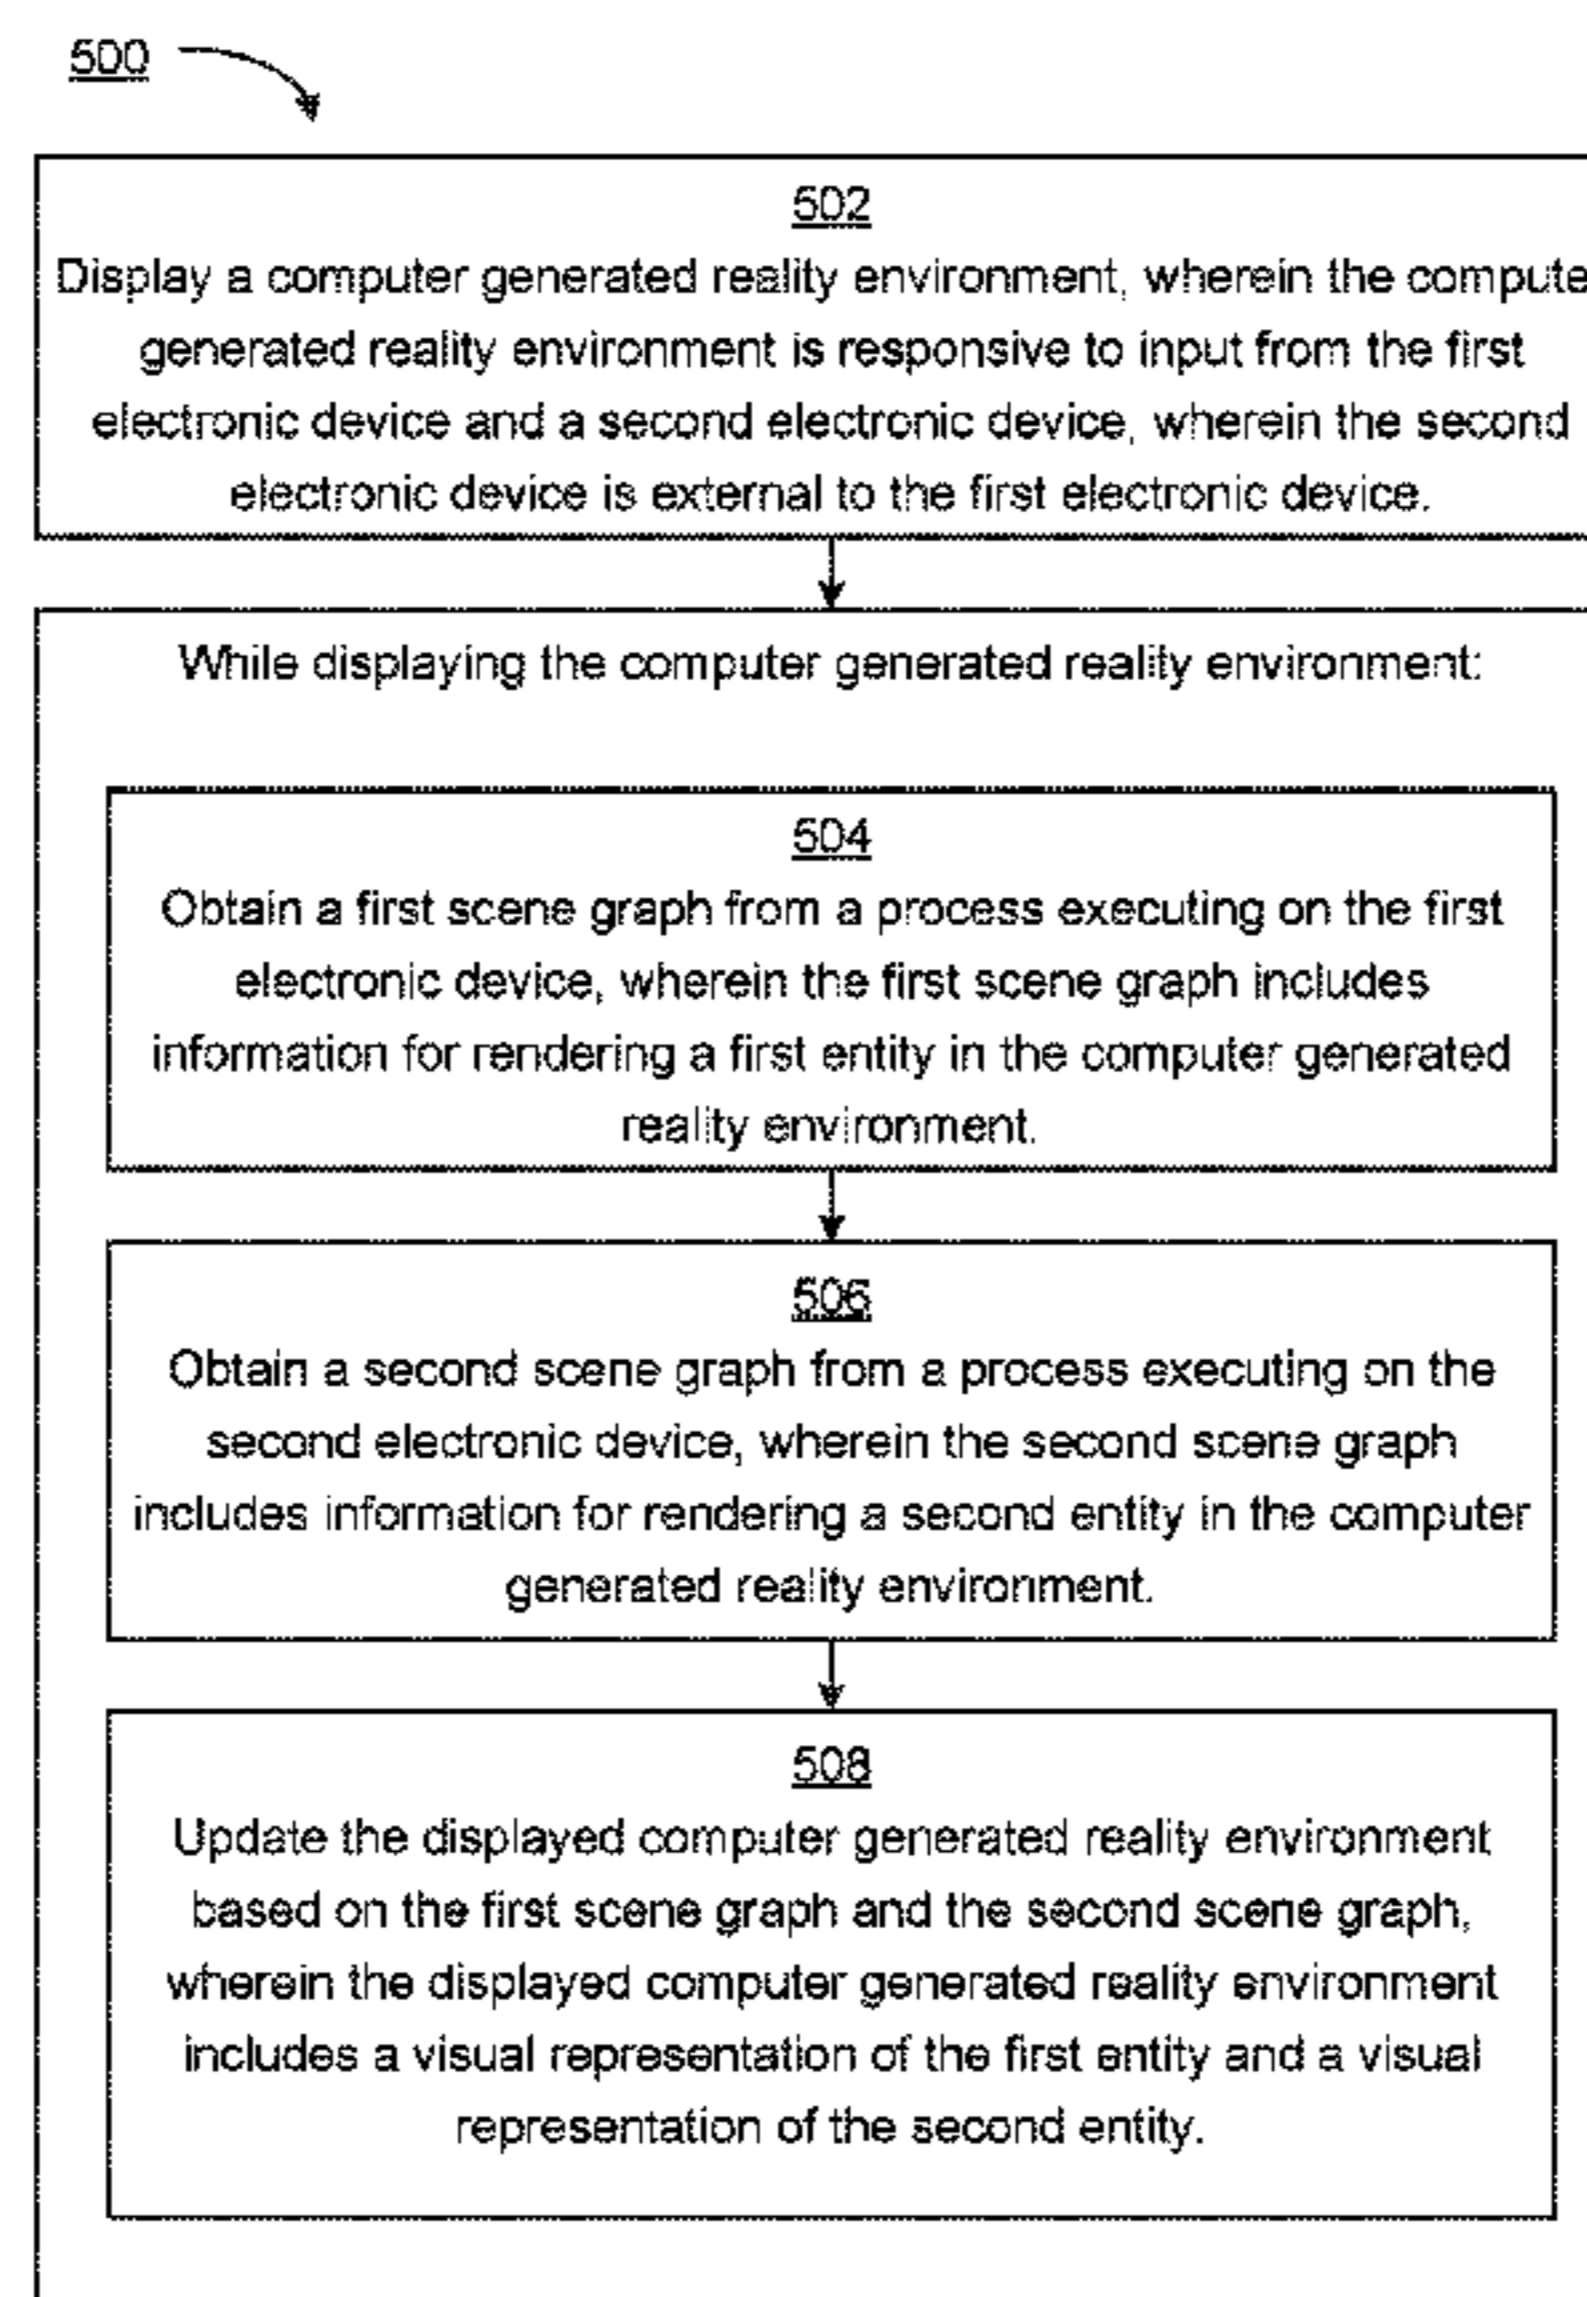 500
502
Display a computer generated reality environment, wherein the compute
generated reality environment is responsive to input from the first
electronic device and a second electronic device, wherein the second
electronic device is external to the first electronic device.
While displaying the computer generated reality environment:
504
Obtain a first scene graph from a process executing on the first
electronic device, wherein the first scene graph includes
information for rendering a first entity in the computer generated
reality environment.
506
Obtain a second scene graph from a process executing on the
second electronic device, wherein the second scene graph
includes information for rendering a second entity in the computer
generated reality environment.
508
Update the displayed computer generated reality environment
based on the first scene graph and the second scene graph,
wherein the displayed computer generated reality environment
includes a visual representation of the first entity and a visual
representation of the second entity.